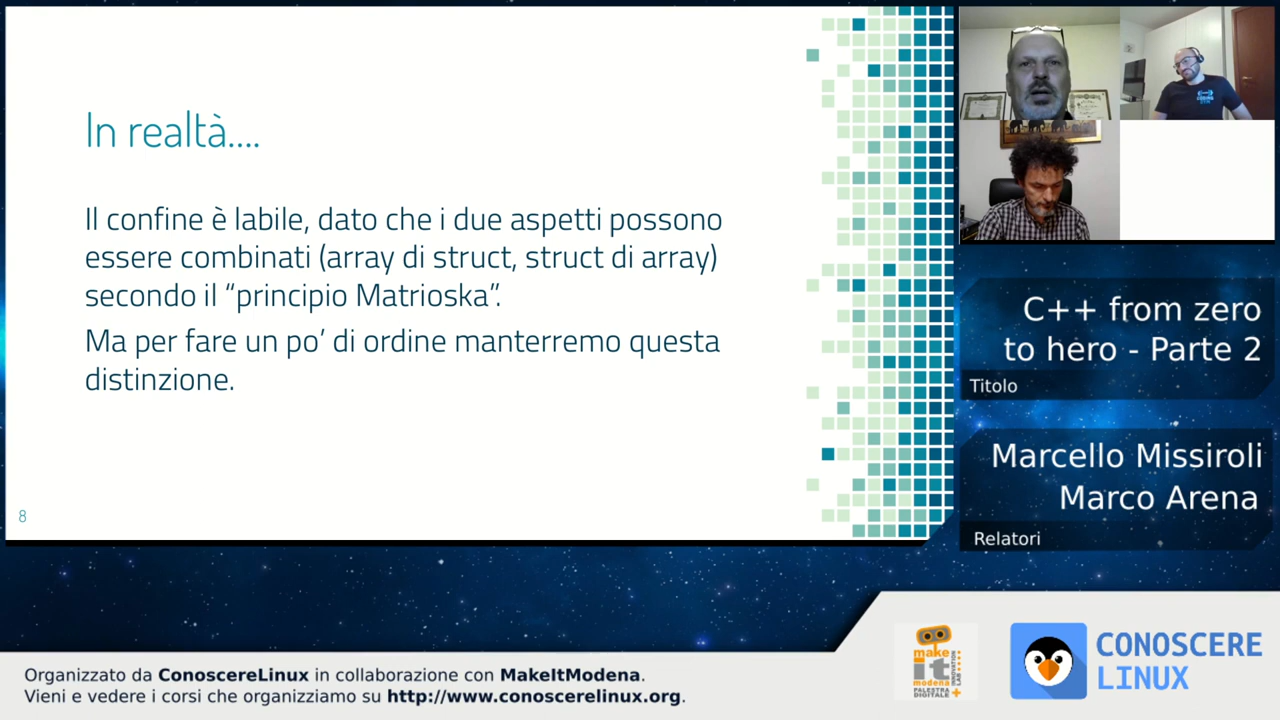 In realtà....
Il confine è labile, dato che i due aspetti possono
essere combinati (array di struct, struct di array)
secondo il “principio Matrioska”.
Ma per fare un po’ di ordine manterremo questa
distinzione.
8
C++ from zero
to hero - Parte 2
Titolo
Marcello Missiroli
Marco Arena
Relatori
Organizzato da ConoscereLinux in collaborazione con MakeItModena.
Vieni e vedere i corsi che organizziamo su http://www.conoscerelinux.org.
make
it
modena
PALESTRA
DIGITALE
CONOSCERE
LINUX